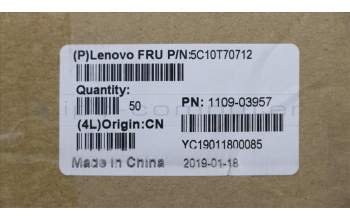 (P)Lenovo FRU P/N:5C10T70712
Quantity:
50
PN: 1109-03957
(4L)Origin:CN
YC19011800085
Made in China
2019-01-18